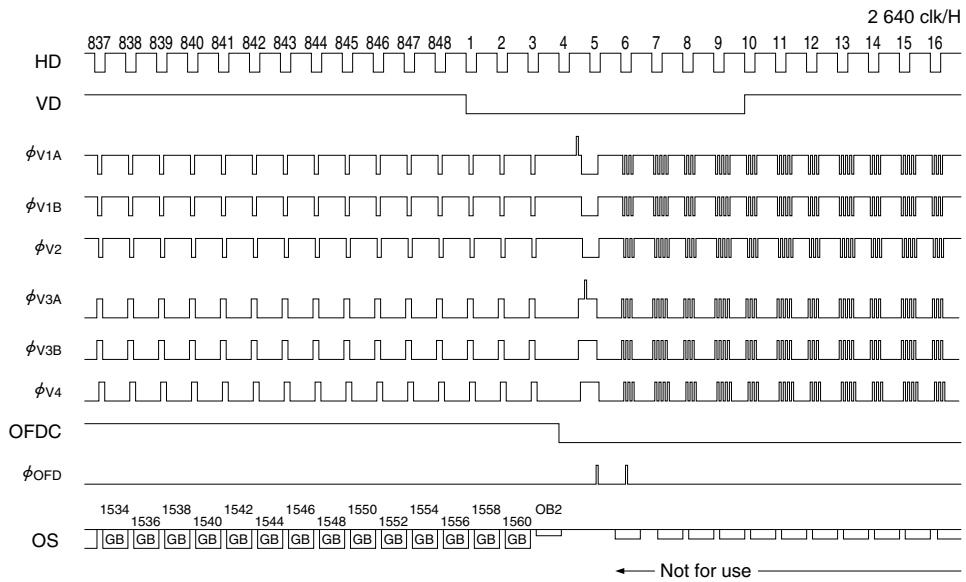 2 640 clk/H
837 838 839 840 841 842 843 844 845 846 847 848 1 2 3 4 5 6 7 8 9 10 11 12 13 14 15 16
HD
VD
ϕV1A
ϕV1B
ϕV2
ϕV3A
ϕV3B
ϕV4
OFDC
ϕOFD
1534 1538 1542 1546 1550 1554 1558 OB2
1536 1540 1544 1548 1552 1556 1560
OS GB GB GB GB GB GB GB GB GB GB GB GB GB GB
Not for use